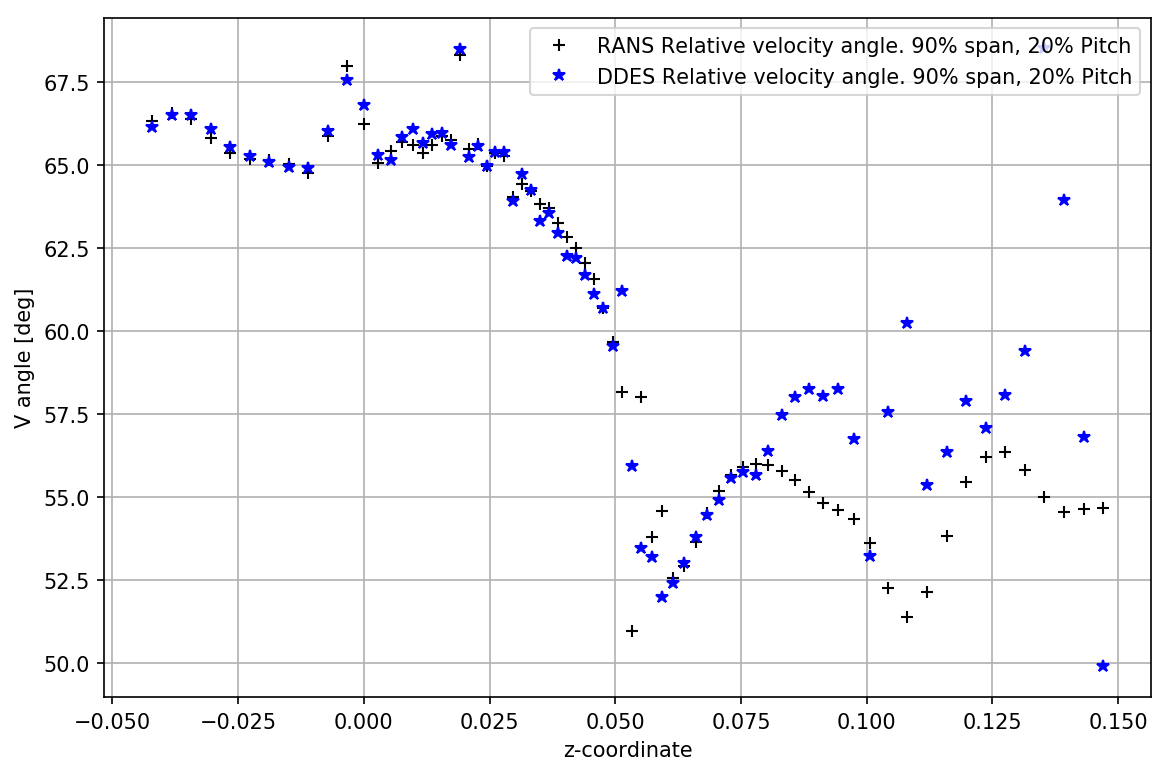 RANS Relative velocity angle. 90% span, 20% Pitch
DDES Relative velocity angle. 90% span, 20% Pitch
67.5
65.0
62.5
60.0
57.5
55.0
52.5
50.0
V angle [deg]
−0.050 −0.025 0.000 0.025 0.050 0.075 0.100 0.125 0.150
z-coordinate